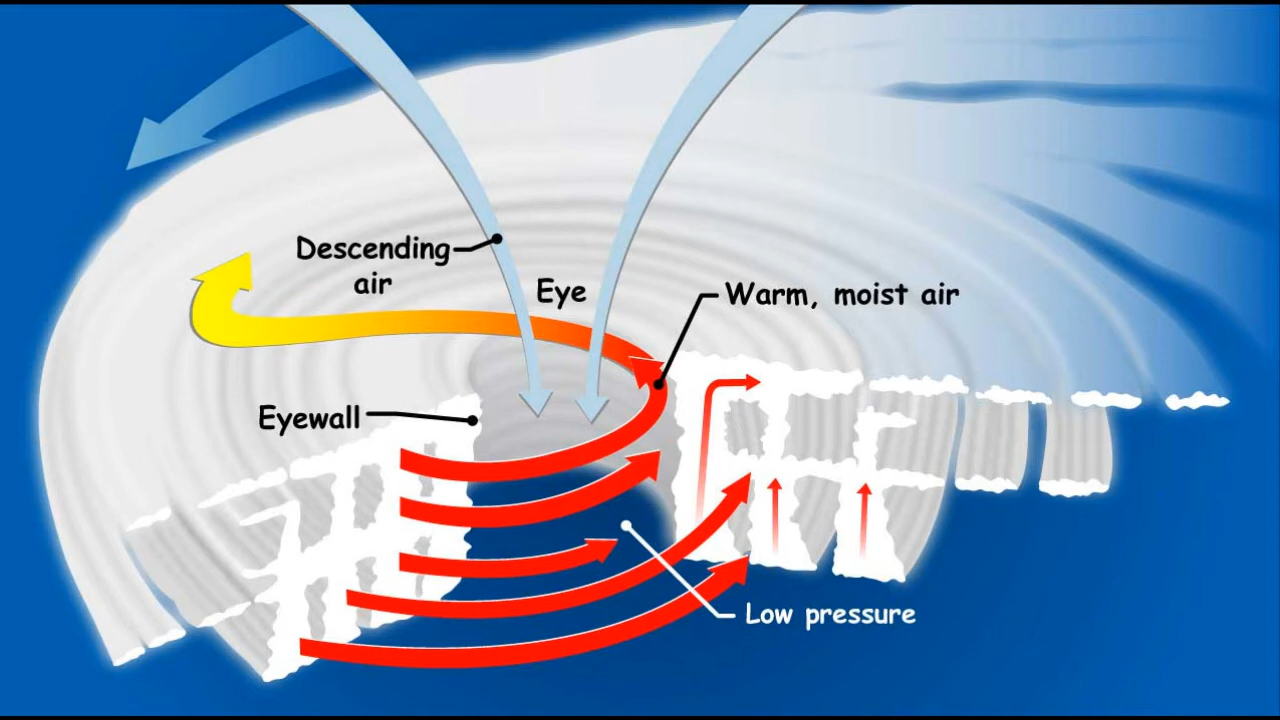 Descending
air
Eye
Warm, moist air
Eyewall
Low pressure